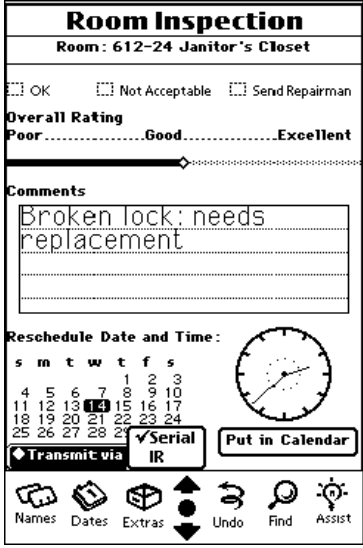 Room Inspection
Room: 612-24 Janitor's Closet
OK Not Acceptable Send Repairman
Overall Rating
Poor....................Good....................Excellent
Comments
Broken lock: needs
replacement
Reschedule Date and Time:
s m t w t f s
1 2 3
4 5 6 7 8 9 10
11 12 13 14 15 16 17
18 19 20 21 22 23 24
25 26 27 28 29
✓Serial
IR
Put in Calendar
◆Transmit via
Names Dates Extras Undo Find Assist